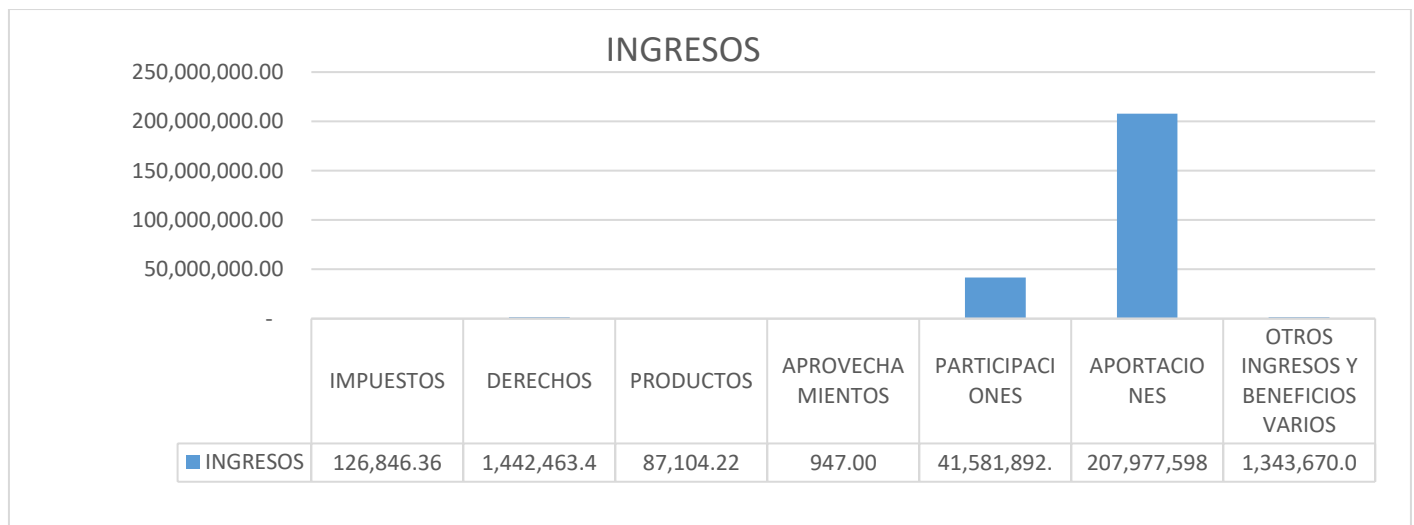 INGRESOS
250,000,000.00
200,000,000.00
150,000,000.00
100,000,000.00
50,000,000.00
-
IMPUESTOS
DERECHOS
PRODUCTOS
APROVECHA
MIENTOS
PARTICIPACI
ONES
APORTACIO
NES
OTROS
INGRESOS Y
BENEFICIOS
VARIOS
INGRESOS 126,846.36 1,442,463.4 87,104.22 947.00 41,581,892. 207,977,598 1,343,670.0